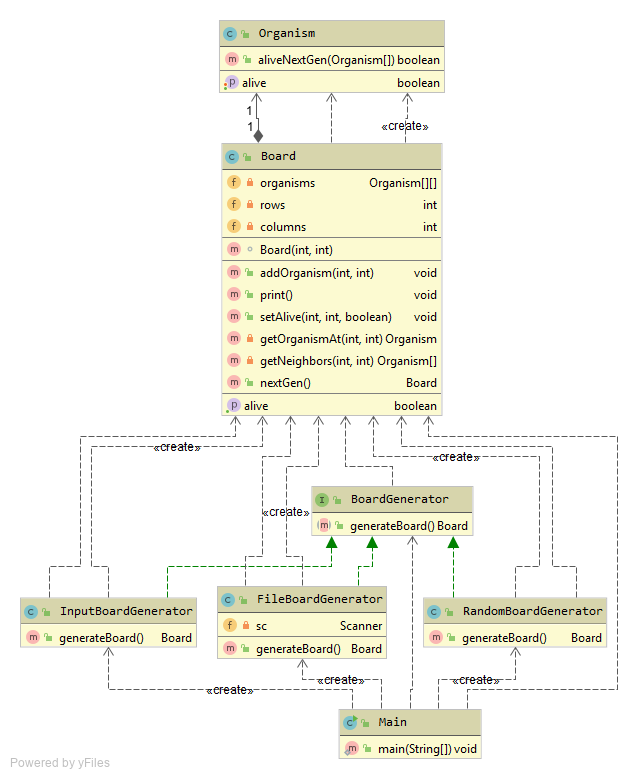 C Organism
m aliveNextGen(Organism[]) boolean
p alive boolean
1
1
«create»
C Board
f organisms Organism[][]
f rows int
f columns int
m Board(int, int)
m addOrganism(int, int) void
m print() void
m setAlive(int, int, boolean) void
m getOrganismAt(int, int) Organism
m getNeighbors(int, int) Organism[]
m nextGen() Board
p alive boolean
«create»
«create»
I BoardGenerator
m generateBoard() Board
«create»
C InputBoardGenerator
m generateBoard() Board
C FileBoardGenerator
f sc Scanner
m generateBoard() Board
C RandomBoardGenerator
m generateBoard() Board
«create»
«create»
«create»
C Main
m main(String[]) void
Powered by yFiles